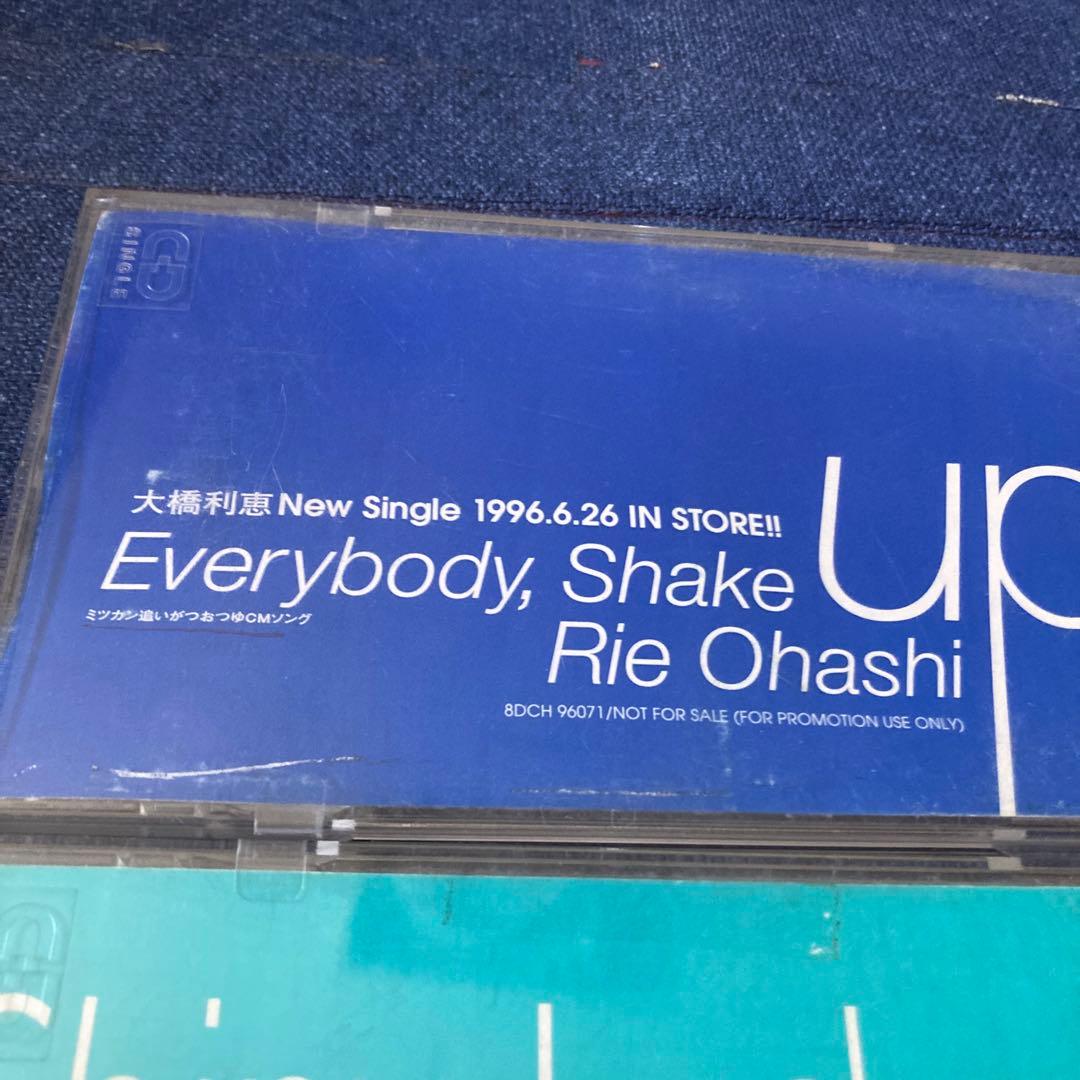 SINGLE
大橋利恵 New Single 1996.6.26 IN STORE!!
Everybody, Shake up
ミツカン追いがつおつゆCMソング
Rie Ohashi
8DCH 96071/NOT FOR SALE (FOR PROMOTION USE ONLY)